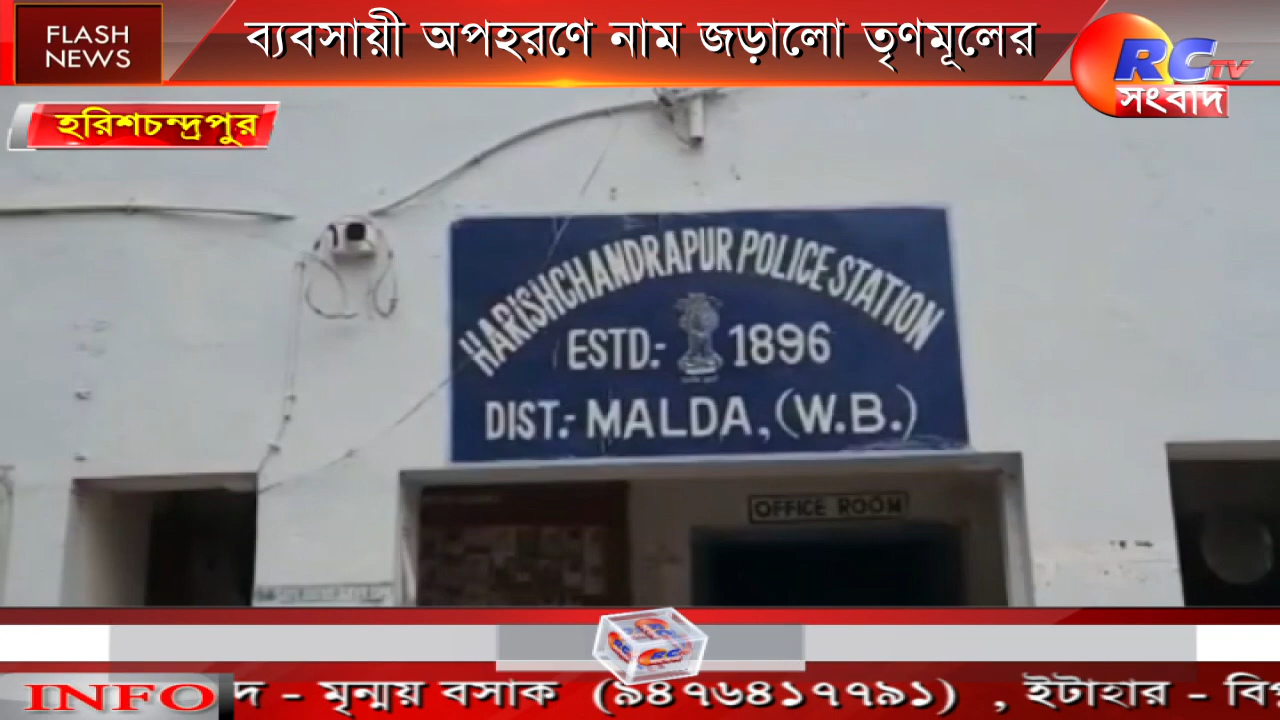 FLASH
NEWS
ব্যবসায়ী অপহরণে নাম জড়ালো তৃণমূলের
RCTV
সংবাদ
হরিশচন্দ্রপুর
HARISHCHANDRAPUR POLICE STATION
ESTD.- 1896
DIST.- MALDA, (W.B.)
OFFICE ROOM
RC
INFO দ - মৃন্ময় বসাক (৯৪৭৬৪১৭৭৯১) , ইটাহার - বিপ্